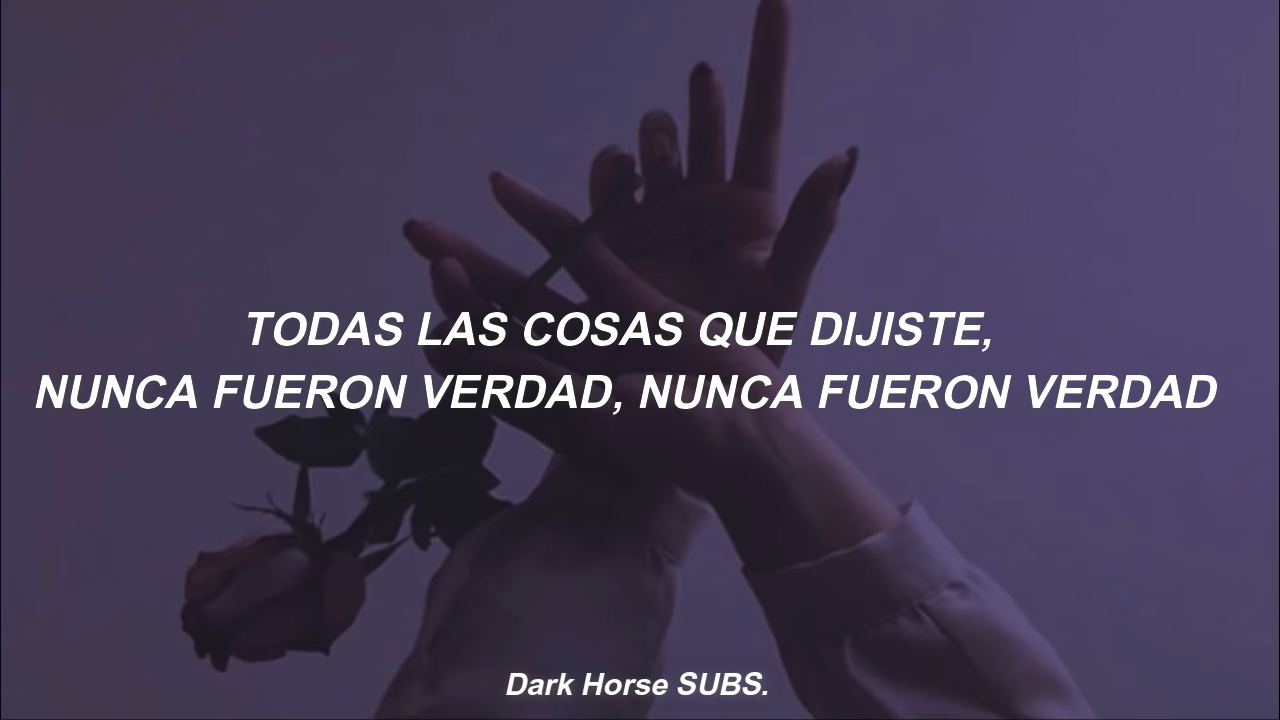 TODAS LAS COSAS QUE DIJISTE,
NUNCA FUERON VERDAD, NUNCA FUERON VERDAD
Dark Horse SUBS.